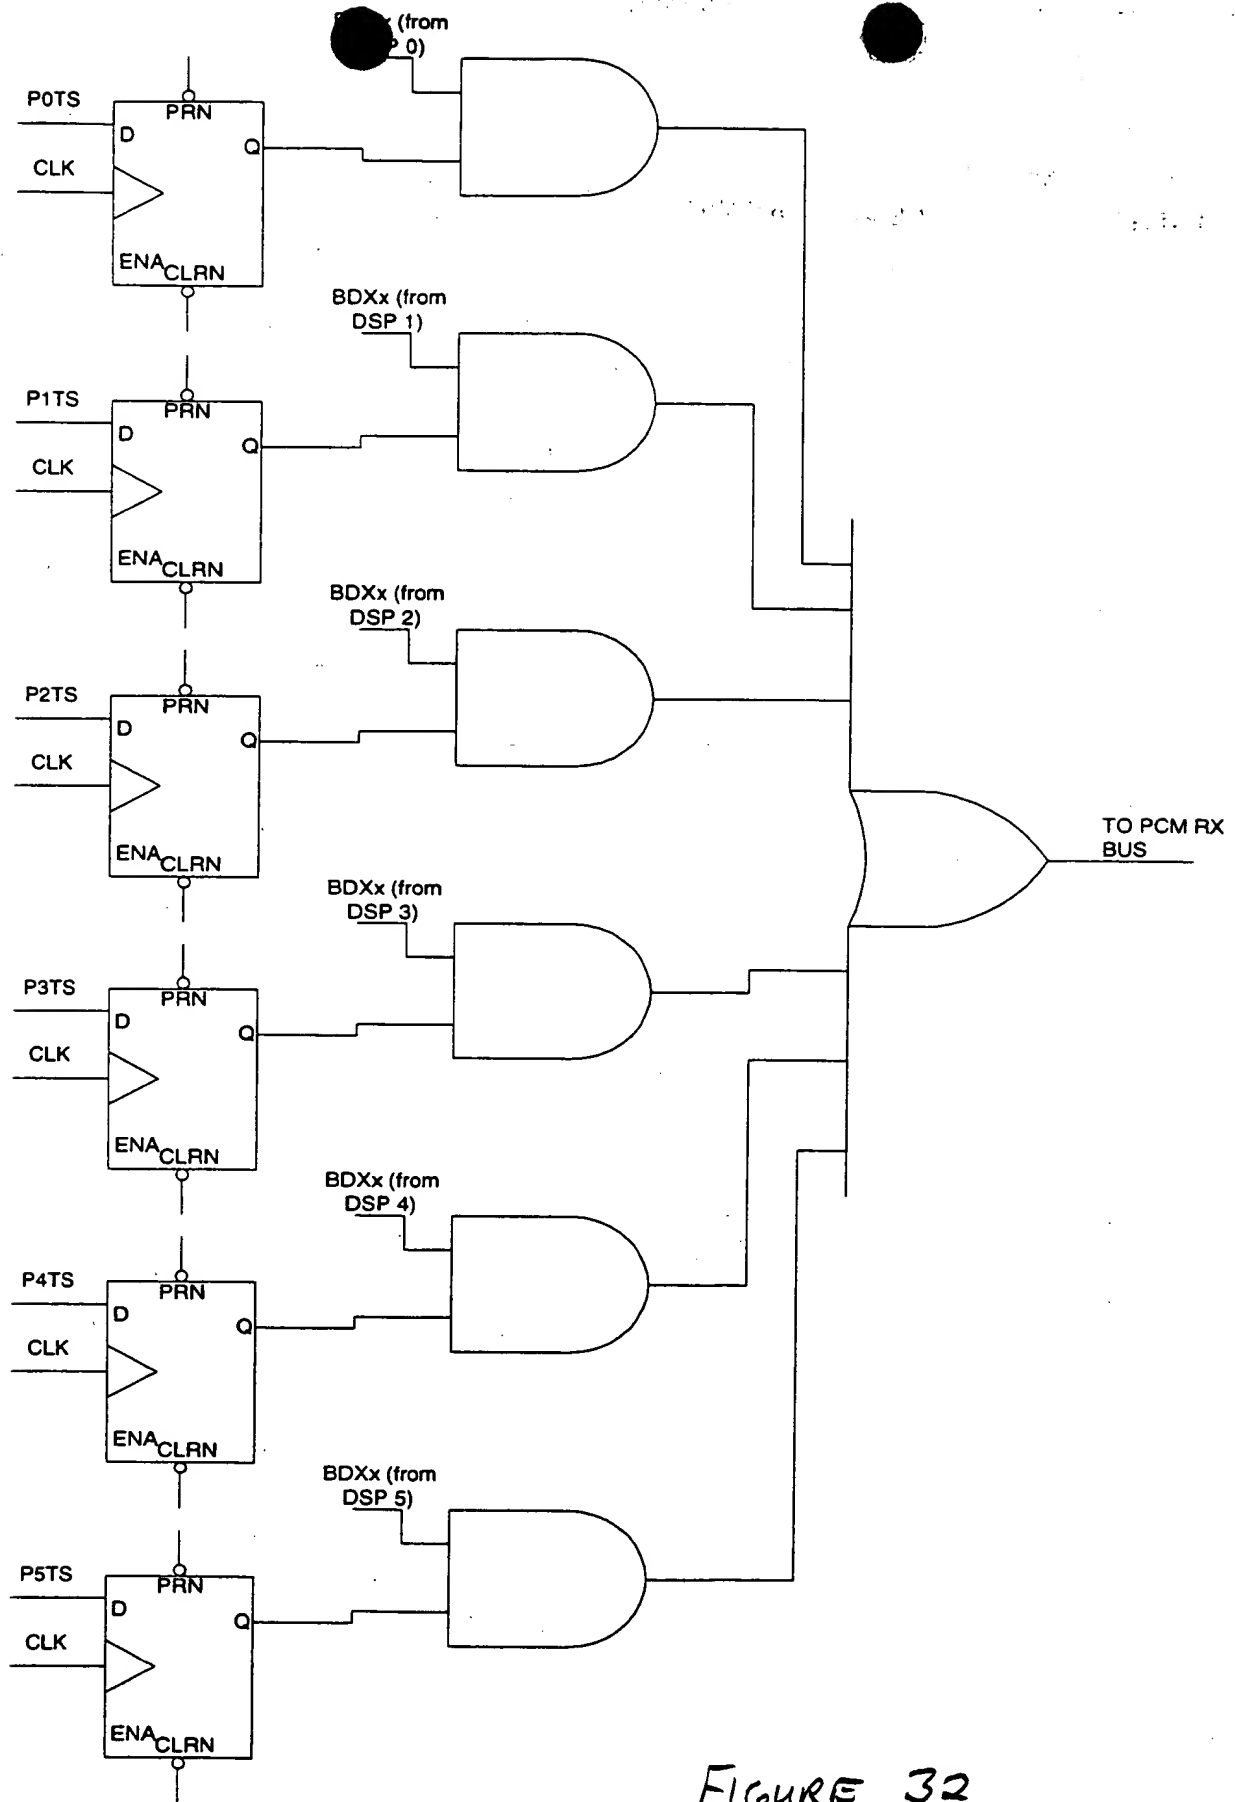 (from
0)
P0TS
PRN
D
Q
CLK
ENA
CLRN
BDXx (from
DSP 1)
P1TS
PRN
D
Q
CLK
ENA
CLRN
BDXx (from
DSP 2)
P2TS
PRN
D
Q
CLK
ENA
CLRN
TO PCM RX
BUS
BDXx (from
DSP 3)
P3TS
PRN
D
Q
CLK
ENA
CLRN
BDXx (from
DSP 4)
P4TS
PRN
D
Q
CLK
ENA
CLRN
BDXx (from
DSP 5)
P5TS
PRN
D
Q
CLK
ENA
CLRN
FIGURE 32